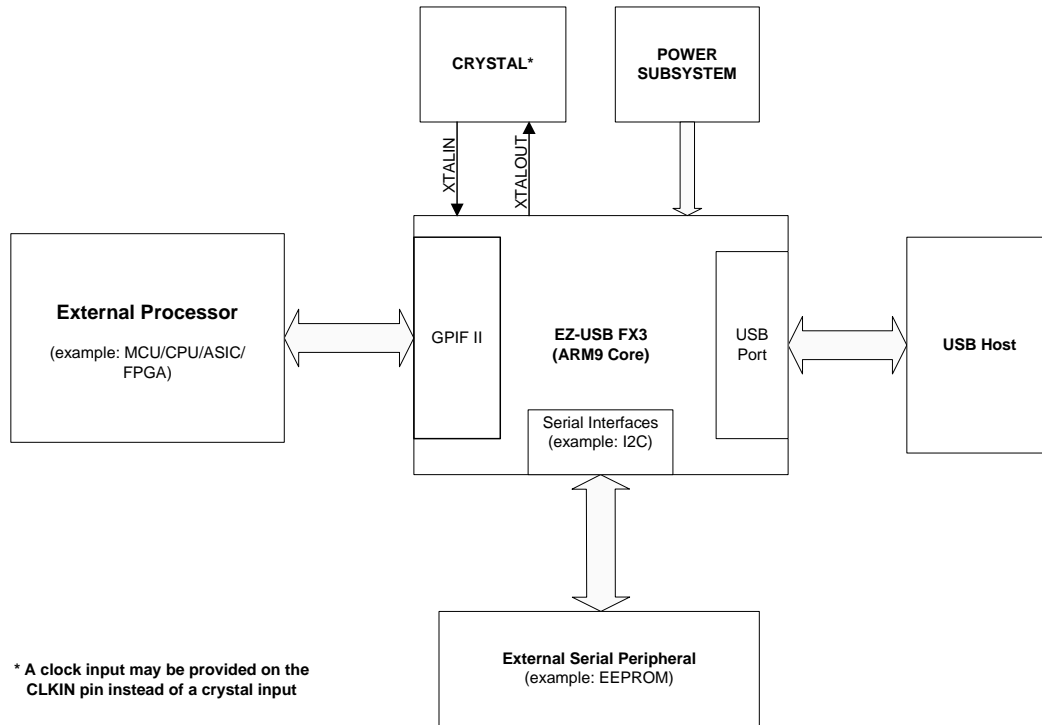 CRYSTAL*
POWER
SUBSYSTEM
XTALIN
XTALOUT
External Processor
(example: MCU/CPU/ASIC/
FPGA)
GPIF II
EZ-USB FX3
(ARM9 Core)
USB
Port
USB Host
Serial Interfaces
(example: I2C)
External Serial Peripheral
(example: EEPROM)
* A clock input may be provided on the
CLKIN pin instead of a crystal input